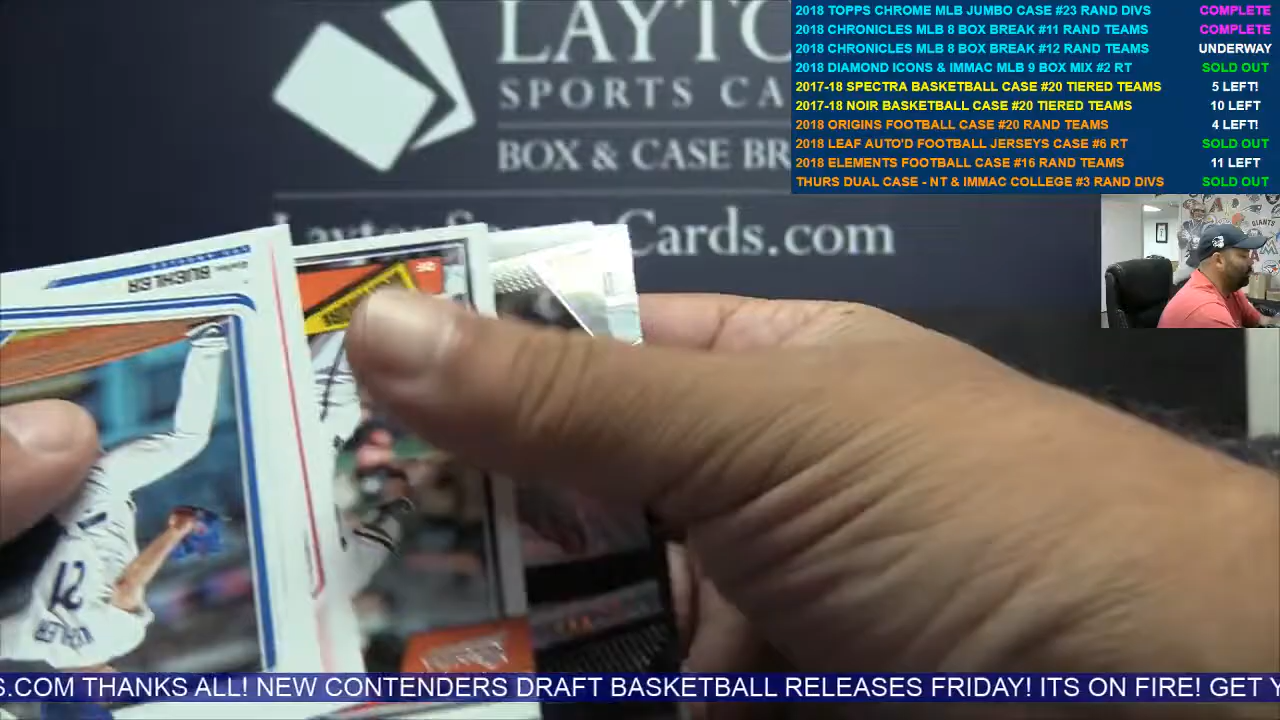 2018 TOPPS CHROME MLB JUMBO CASE #23 RAND DIVS COMPLETE
2018 CHRONICLES MLB 8 BOX BREAK #11 RAND TEAMS COMPLETE
2018 CHRONICLES MLB 8 BOX BREAK #12 RAND TEAMS UNDERWAY
2018 DIAMOND ICONS & IMMAC MLB 9 BOX MIX #2 RT SOLD OUT
2017-18 SPECTRA BASKETBALL CASE #20 TIERED TEAMS 5 LEFT!
2017-18 NOIR BASKETBALL CASE #20 TIERED TEAMS 10 LEFT
2018 ORIGINS FOOTBALL CASE #20 RAND TEAMS 4 LEFT!
2018 LEAF AUTO'D FOOTBALL JERSEYS CASE #6 RT SOLD OUT
2018 ELEMENTS FOOTBALL CASE #16 RAND TEAMS 11 LEFT
THURS DUAL CASE - NT & IMMAC COLLEGE #3 RAND DIVS SOLD OUT
LAYTO
SPORTS CA
BOX & CASE BR
Layton Sports Cards.com
GIANTS
BUEHLER
21
BUEHLER
S.COM THANKS ALL! NEW CONTENDERS DRAFT BASKETBALL RELEASES FRIDAY! ITS ON FIRE! GET Y